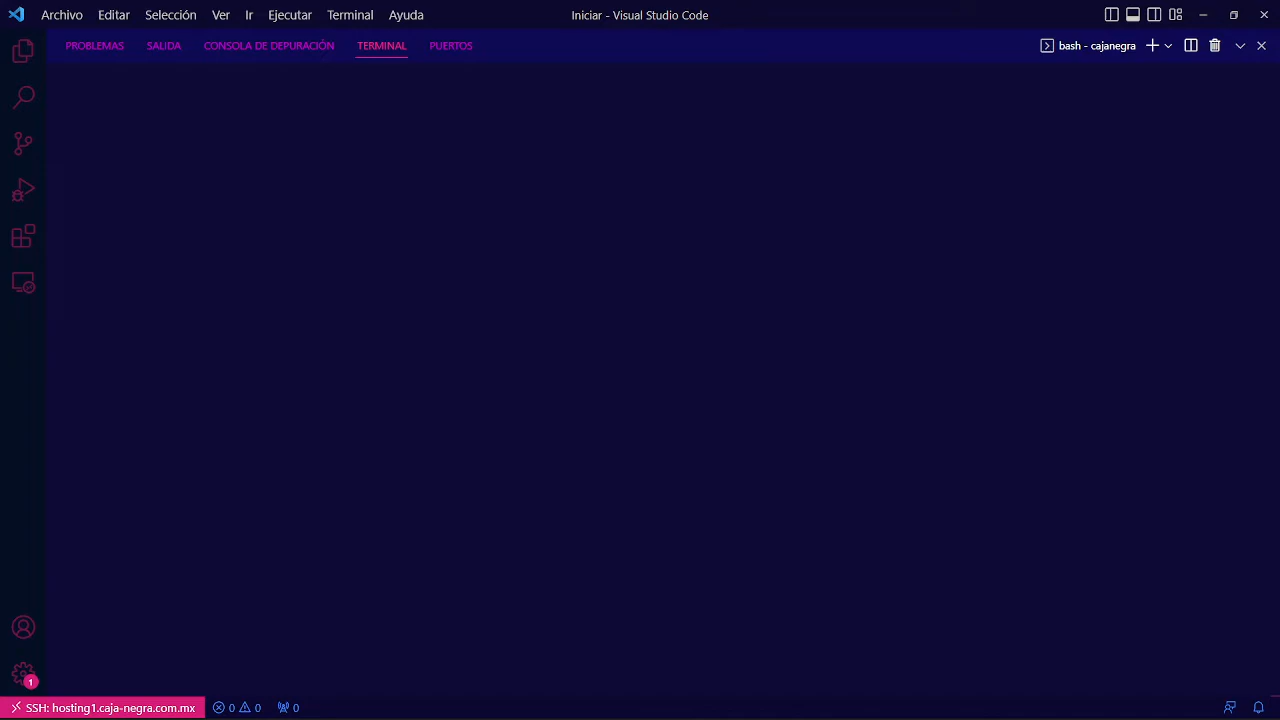 Archivo Editar Selección Ver Ir Ejecutar Terminal Ayuda Iniciar - Visual Studio Code
PROBLEMAS SALIDA CONSOLA DE DEPURACIÓN TERMINAL PUERTOS bash - cajanegra
1
SSH: hosting1.caja-negra.com.mx 0 0 0